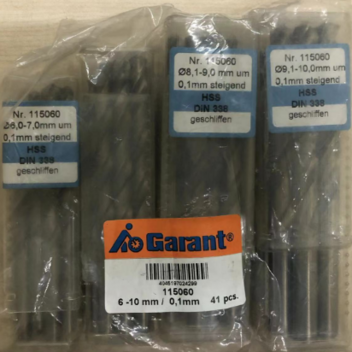 Nr. 115060
Ø6,0-7,0mm um
0,1mm steigend
HSS
DIN 338
geschliffen
Nr. 115060
Ø8,1-9,0 mm um
0,1mm steigend
HSS
DIN 338
geschliffen
Nr. 115060
Ø9,1-10,0mm um
0,1mm steigend
HSS
DIN 338
geschliffen
Garant®
115060
6 -10 mm / 0,1mm 41 pcs.